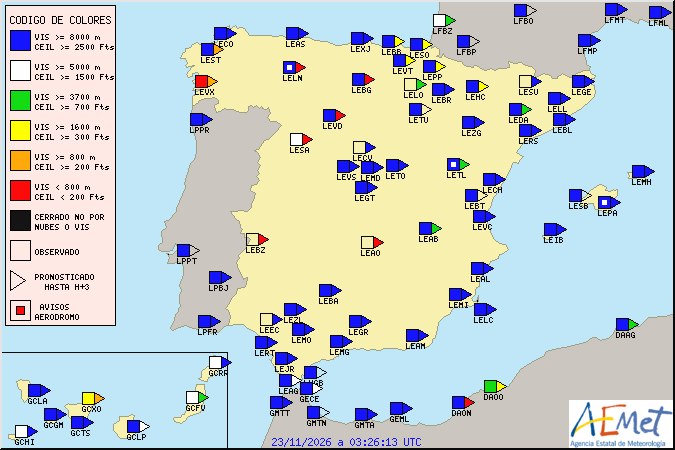 CODIGO DE COLORES
VIS >= 8000 m
CEIL >= 2500 Fts
VIS >= 5000 m
CEIL >= 1500 Fts
VIS >= 3700 m
CEIL >= 700 Fts
VIS >= 1600 m
CEIL >= 300 Fts
VIS >= 800 m
CEIL >= 200 Fts
VIS < 800 m
CEIL < 200 Fts
CERRADO NO POR
NUBES O VIS
OBSERVADO
PRONOSTICADO
HASTA H+3
AVISOS
AERODROMO
LFBZ
LFBO
LFMT
LFML
LECO
LEAS
LEXJ
LEBB
LESO
LFBP
LFMP
LEST
LELN
LEVT
LEPP
LEVX
LEBG
LELO
LEBR
LEHC
LESU
LEGE
LELL
LPPR
LEVD
LETU
LEZG
LEDA
LERS
LEBL
LESA
LECV
LEVS
LEMD
LETO
LETL
LEGT
LECH
LEMH
LEBT
LESB
LEPA
LEVC
LEBZ
LEAO
LEAB
LEIB
LPPT
LPBJ
LEAL
LEBA
LEMI
LELC
LPFR
LEEC
LEZL
LEMO
LEGR
DAAG
LERT
LEMG
LEAM
LEJR
GCRR
LEAG
LXGB
GCLA
GCXO
GCFV
GECE
DAOO
GMTT
GMTN
GMTA
GEML
DAON
GCGM
GCTS
GCLP
GCHI
23/11/2026 a 03:26:13 UTC
AEMet
Agencia Estatal de Meteorología